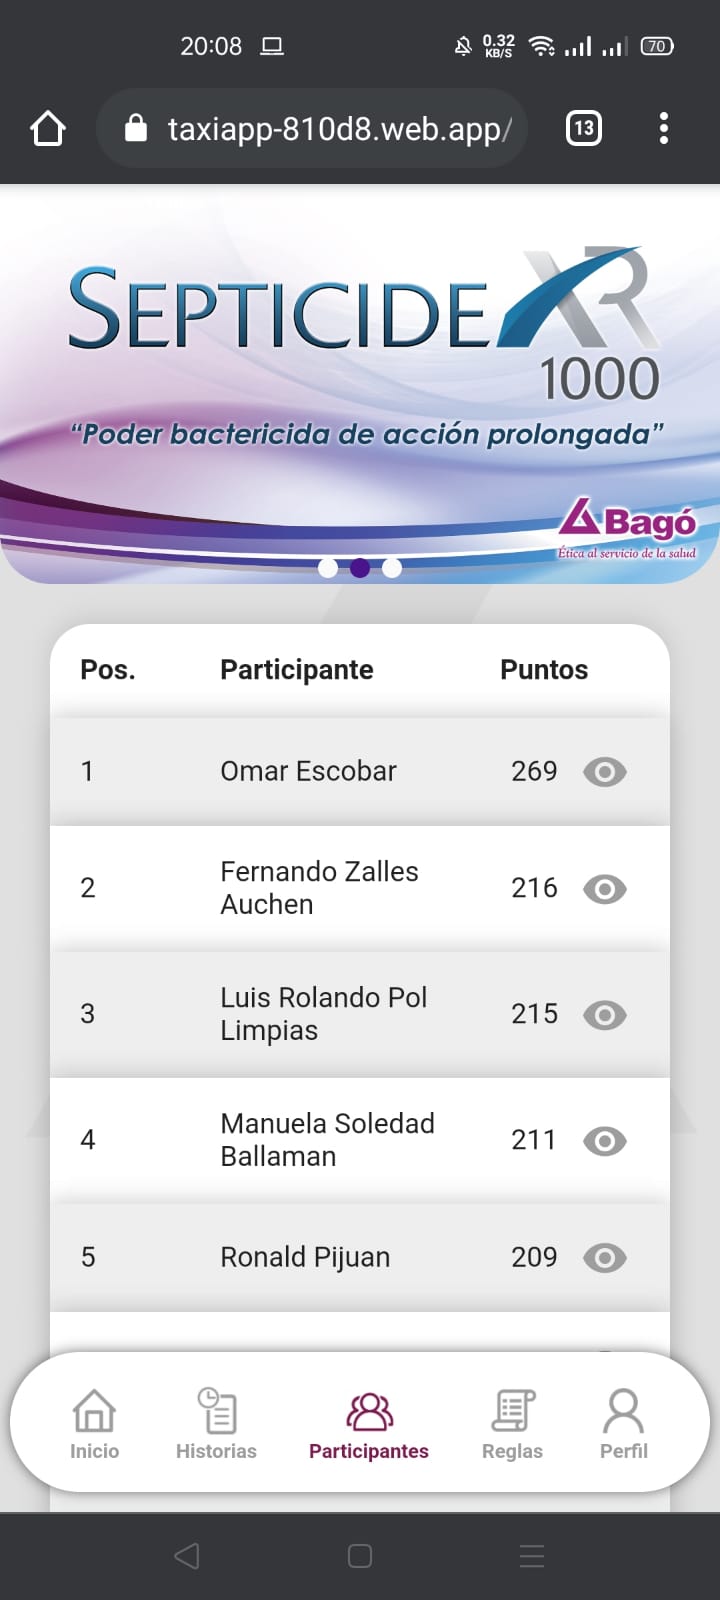 20:08
0.32
KB/S
70
taxiapp-810d8.web.app/
13
SEPTICIDE XR
1000
“Poder bactericida de acción prolongada”
Bagó
Ética al servicio de la salud
Pos. Participante Puntos
1 Omar Escobar 269
2 Fernando Zalles
Auchen 216
3 Luis Rolando Pol
Limpias 215
4 Manuela Soledad
Ballaman 211
5 Ronald Pijuan 209
Inicio Historias Participantes Reglas Perfil